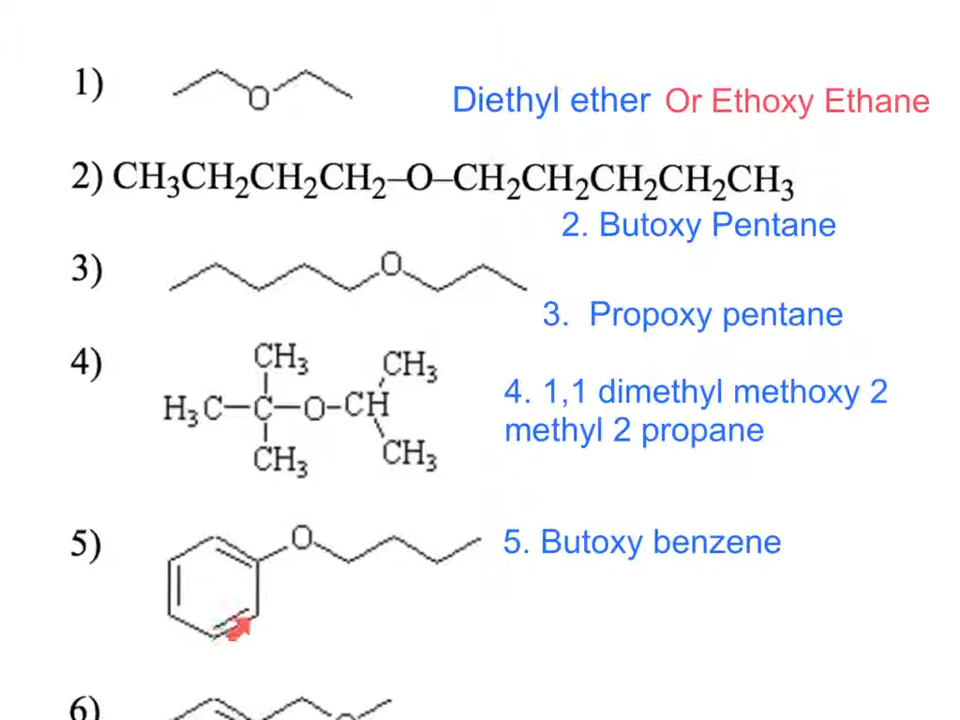 1) O Diethyl ether Or Ethoxy Ethane
2) CH₃CH₂CH₂CH₂–O–CH₂CH₂CH₂CH₂CH₃
2. Butoxy Pentane
3) O
3. Propoxy pentane
4) CH₃ CH₃
H₃C–C–O–CH 4. 1,1 dimethyl methoxy 2
methyl 2 propane
CH₃ CH₃
5) O 5. Butoxy benzene
6) O